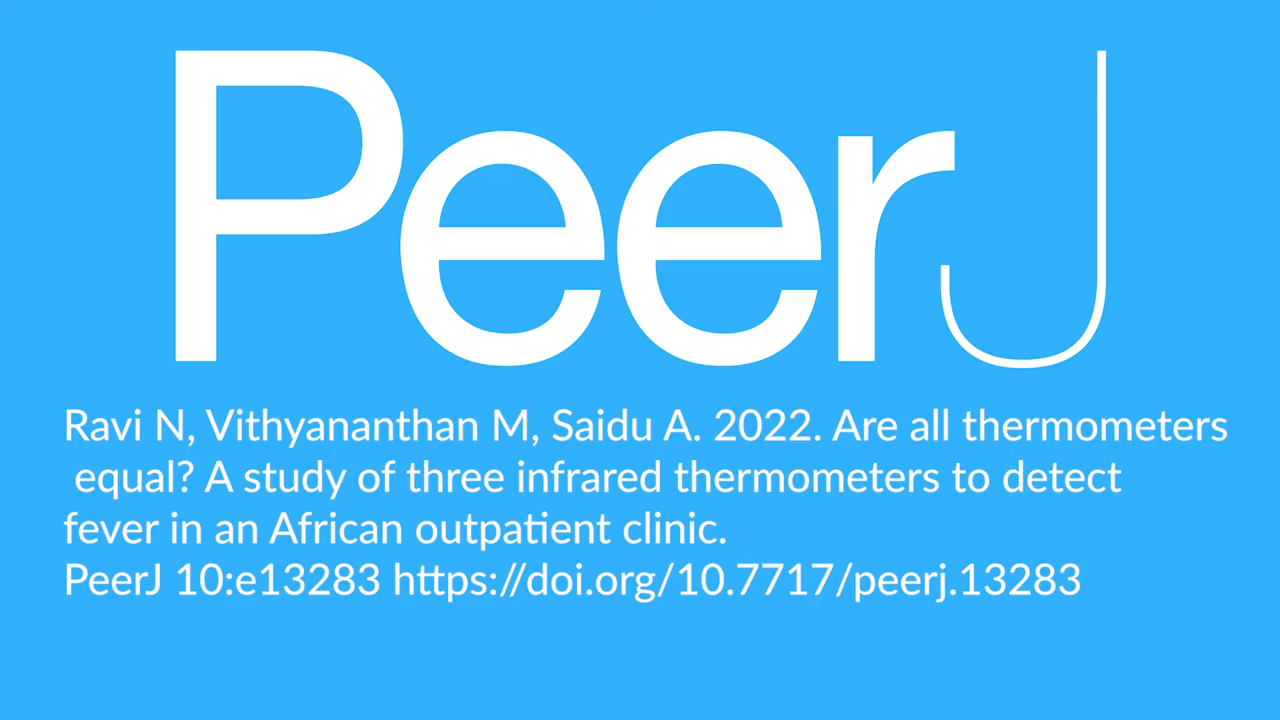 PeerJ
Ravi N, Vithyananthan M, Saidu A. 2022. Are all thermometers
equal? A study of three infrared thermometers to detect
fever in an African outpatient clinic.
PeerJ 10:e13283 https://doi.org/10.7717/peerj.13283